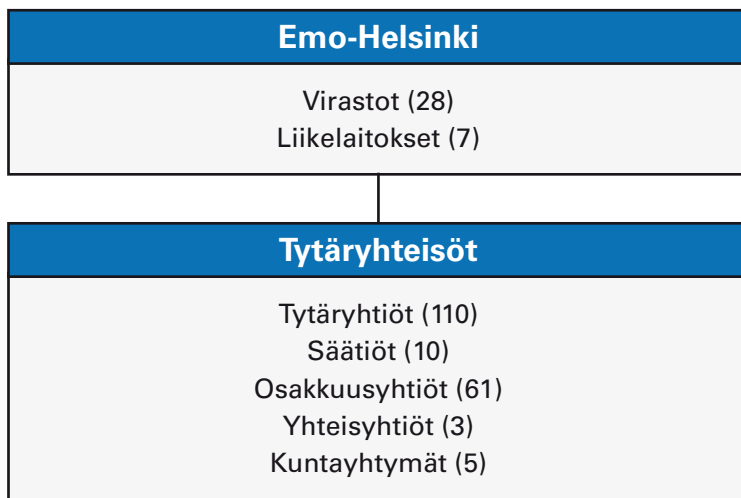 Emo-Helsinki
Virastot (28)
Liikelaitokset (7)
Tytäryhteisöt
Tytäryhtiöt (110)
Säätiöt (10)
Osakkuusyhtiöt (61)
Yhteisyhtiöt (3)
Kuntayhtymät (5)